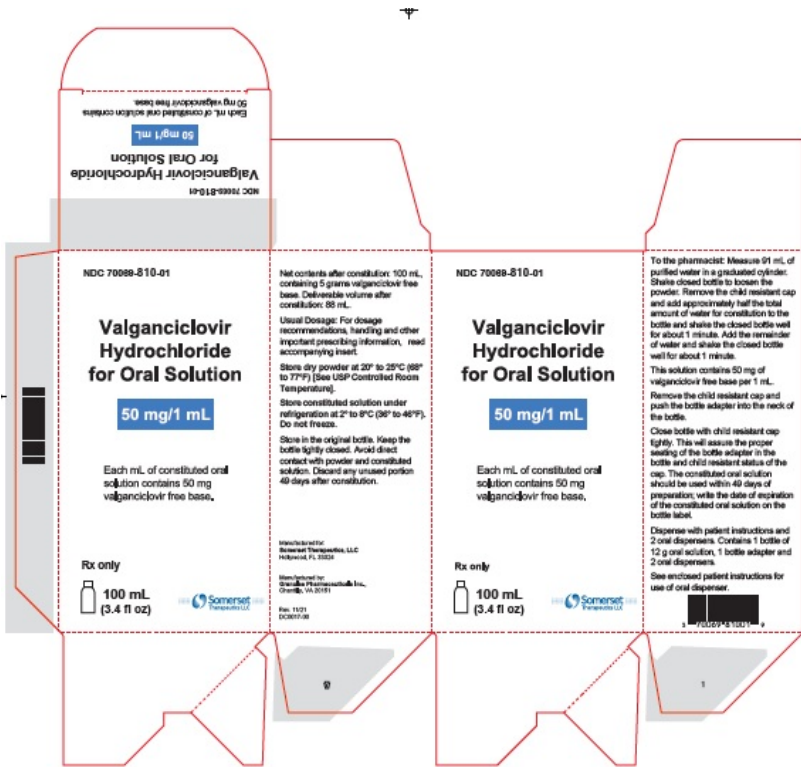 NDC 70069-810-01
Valganciclovir Hydrochloride
for Oral Solution
50 mg/1 mL
Each mL of constituted oral solution contains
50 mg valganciclovir free base.
NDC 70069-810-01
Valganciclovir
Hydrochloride
for Oral Solution
50 mg/1 mL
Each mL of constituted oral
solution contains 50 mg
valganciclovir free base.
Rx only
100 mL
(3.4 fl oz)
Somerset
Therapeutics LLC
Net contents after constitution: 100 mL,
containing 5 grams valganciclovir free
base. Deliverable volume after
constitution: 88 mL.
Usual Dosage: For dosage
recommendations, handling and other
important prescribing information, read
accompanying insert.
Store dry powder at 20° to 25°C (68°
to 77°F) [See USP Controlled Room
Temperature].
Store constituted solution under
refrigeration at 2° to 8°C (36° to 46°F).
Do not freeze.
Store in the original bottle. Keep the
bottle tightly closed. Avoid direct
contact with powder and constituted
solution. Discard any unused portion
49 days after constitution.
Manufactured for:
Somerset Therapeutics, LLC
Hollywood, FL 33024
Manufactured by:
Pharmaceuticals Inc.,
Chantilly, VA 20151
Rev. 11/21
NDC 70069-810-01
Valganciclovir
Hydrochloride
for Oral Solution
50 mg/1 mL
Each mL of constituted oral
solution contains 50 mg
valganciclovir free base.
Rx only
100 mL
(3.4 fl oz)
Somerset
Therapeutics LLC
To the pharmacist: Measure 91 mL of
purified water in a graduated cylinder.
Shake closed bottle to loosen the
powder. Remove the child resistant cap
and add approximately half the total
amount of water for constitution to the
bottle and shake the closed bottle well
for about 1 minute. Add the remainder
of water and shake the closed bottle
well for about 1 minute.
This solution contains 50 mg of
valganciclovir free base per 1 mL.
Remove the child resistant cap and
push the bottle adapter into the neck of
the bottle.
Close bottle with child resistant cap
tightly. This will assure the proper
seating of the bottle adapter in the
bottle and child resistant status of the
cap. The constituted oral solution
should be used within 49 days of
preparation; write the date of expiration
of the constituted oral solution on the
bottle label.
Dispense with patient instructions and
2 oral dispensers. Contains 1 bottle of
12 g oral solution, 1 bottle adapter and
2 oral dispensers.
See enclosed patient instructions for
use of oral dispenser.
1